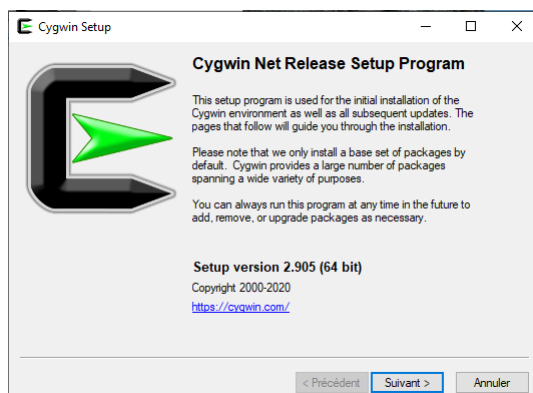 Cygwin Setup
Cygwin Net Release Setup Program
This setup program is used for the initial installation of the
Cygwin environment as well as all subsequent updates. The
pages that follow will guide you through the installation.
Please note that we only install a base set of packages by
default. Cygwin provides a large number of packages
spanning a wide variety of purposes.
You can always run this program at any time in the future to
add, remove, or upgrade packages as necessary.
Setup version 2.905 (64 bit)
Copyright 2000-2020
https://cygwin.com/
< Précédent Suivant > Annuler